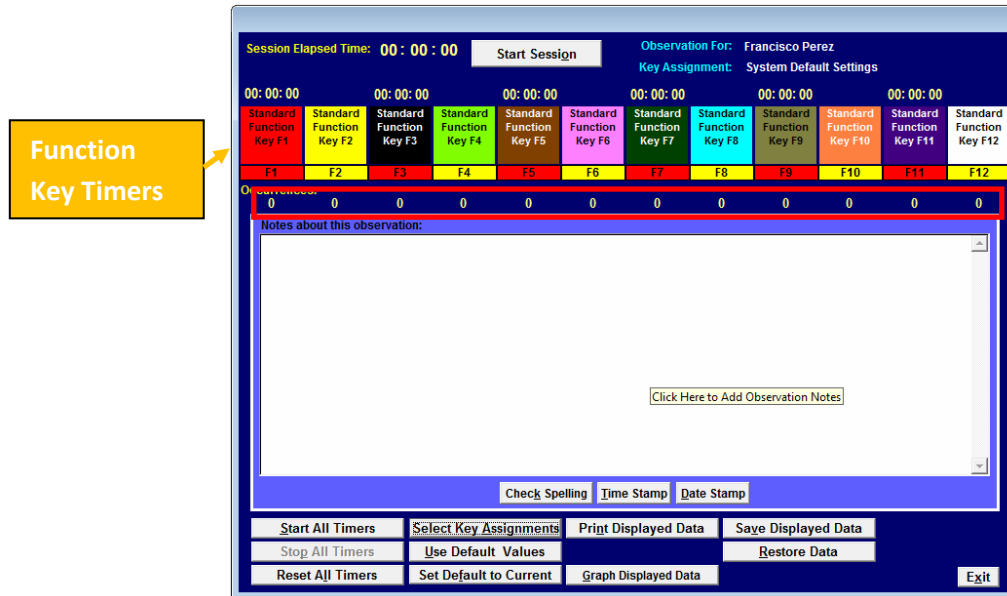 Session Elapsed Time: 00: 00 : 00
Start Session
Observation For: Francisco Perez
Key Assignment: System Default Settings
Function
Key Timers
00: 00: 00 00: 00: 00 00: 00: 00 00: 00: 00 00: 00: 00 00: 00: 00
Standard Standard Standard Standard Standard Standard Standard Standard Standard Standard Standard Standard
Function Function Function Function Function Function Function Function Function Function Function Function
Key F1 Key F2 Key F3 Key F4 Key F5 Key F6 Key F7 Key F8 Key F9 Key F10 Key F11 Key F12
F1 F2 F3 F4 F5 F6 F7 F8 F9 F10 F11 F12
Occurrences:
0 0 0 0 0 0 0 0 0 0 0 0
Notes about this observation:
Click Here to Add Observation Notes
Check Spelling Time Stamp Date Stamp
Start All Timers Select Key Assignments Print Displayed Data Save Displayed Data
Stop All Timers Use Default Values Restore Data
Reset All Timers Set Default to Current Graph Displayed Data Exit